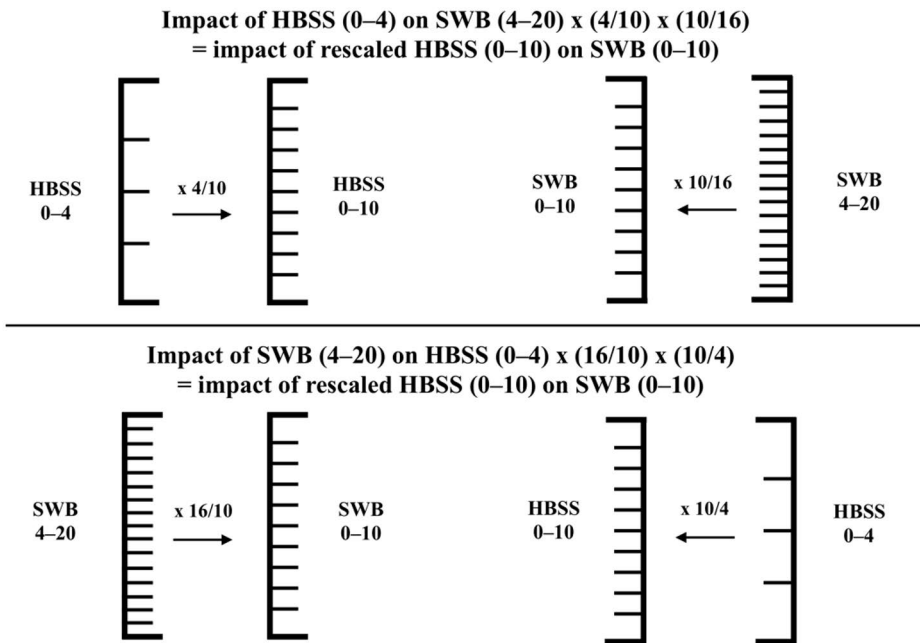 Impact of HBSS (0–4) on SWB (4–20) x (4/10) x (10/16)
= impact of rescaled HBSS (0–10) on SWB (0–10)
HBSS
0–4
x 4/10
HBSS
0–10
SWB
0–10
x 10/16
SWB
4–20
Impact of SWB (4–20) on HBSS (0–4) x (16/10) x (10/4)
= impact of rescaled HBSS (0–10) on SWB (0–10)
SWB
4–20
x 16/10
SWB
0–10
HBSS
0–10
x 10/4
HBSS
0–4